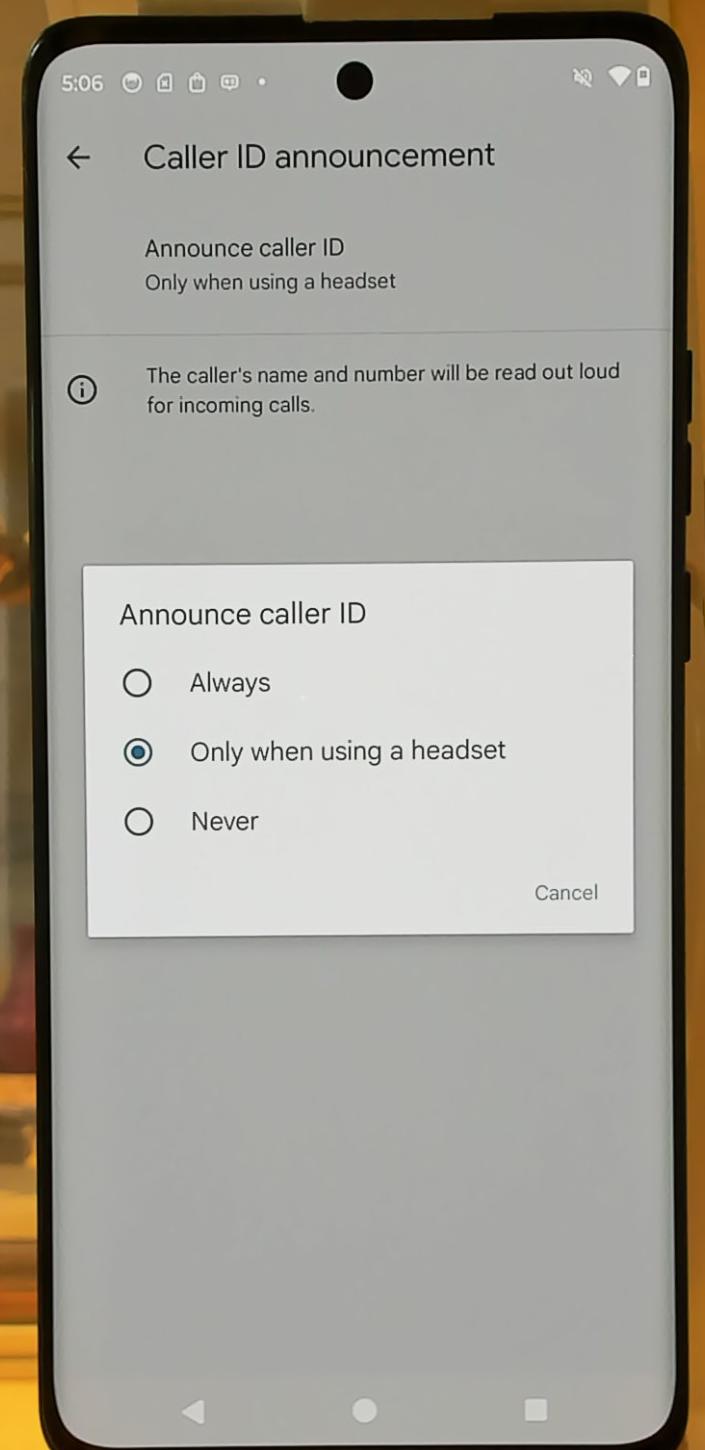 5:06
Caller ID announcement
Announce caller ID
Only when using a headset
The caller's name and number will be read out loud
for incoming calls.
Announce caller ID
Always
Only when using a headset
Never
Cancel